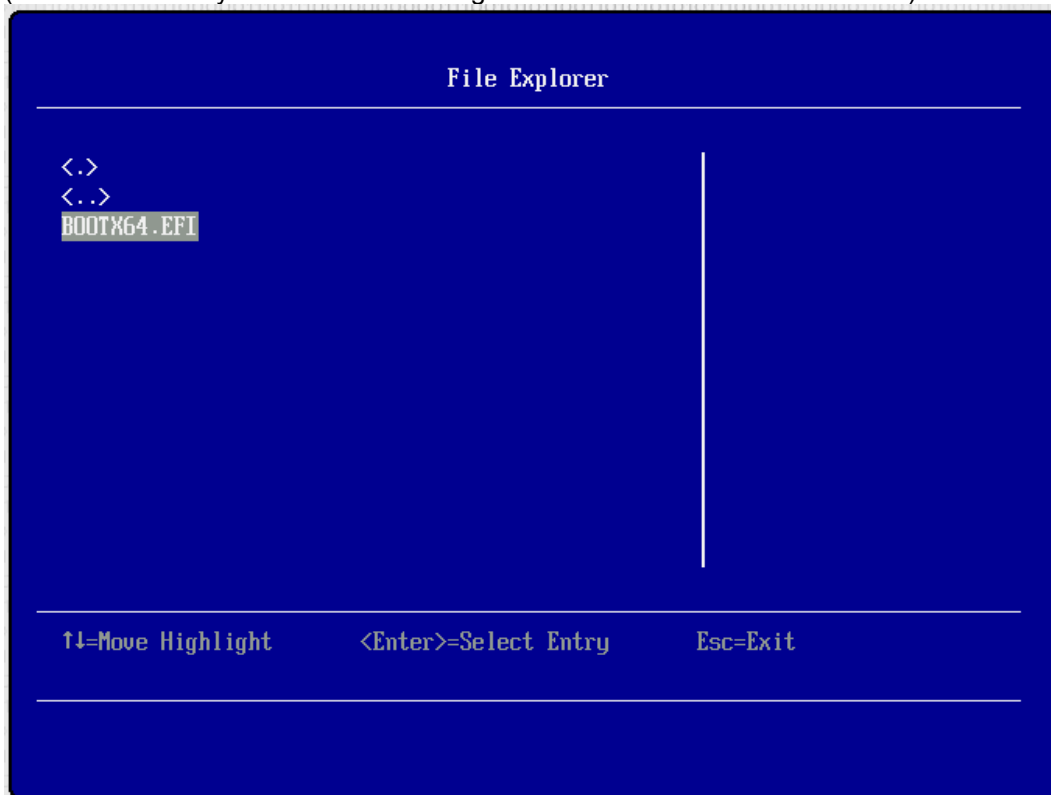 File Explorer
<.>
<..>
BOOTX64.EFI
↑↓=Move Highlight <Enter>=Select Entry Esc=Exit